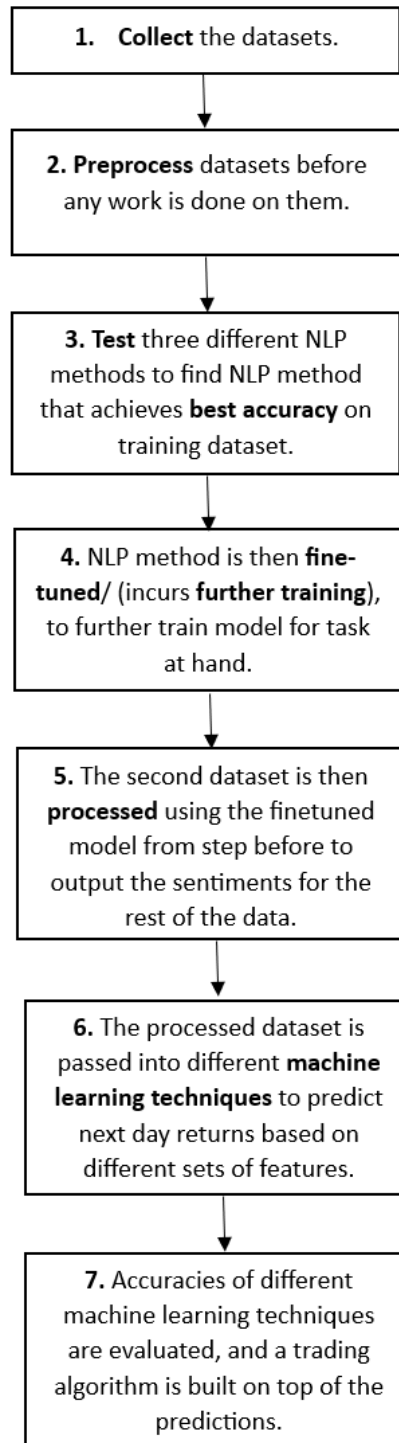 1. Collect the datasets.
2. Preprocess datasets before
any work is done on them.
3. Test three different NLP
methods to find NLP method
that achieves best accuracy on
training dataset.
4. NLP method is then fine-
tuned/ (incurs further training),
to further train model for task
at hand.
5. The second dataset is then
processed using the finetuned
model from step before to
output the sentiments for the
rest of the data.
6. The processed dataset is
passed into different machine
learning techniques to predict
next day returns based on
different sets of features.
7. Accuracies of different
machine learning techniques
are evaluated, and a trading
algorithm is built on top of the
predictions.